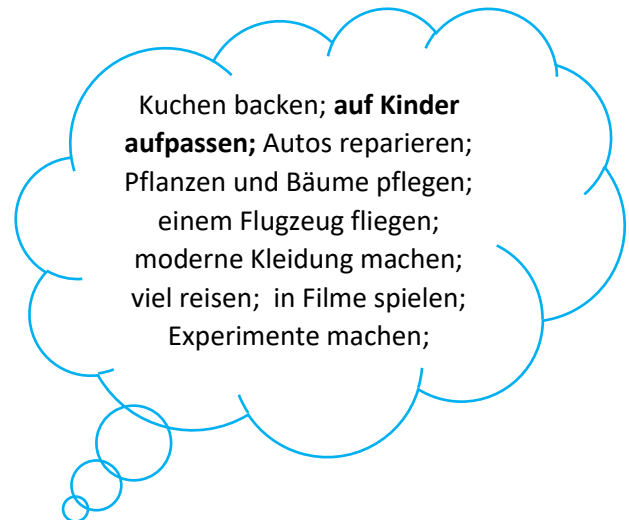 Kuchen backen; auf Kinder
aufpassen; Autos reparieren;
Pflanzen und Bäume pflegen;
einem Flugzeug fliegen;
moderne Kleidung machen;
viel reisen;  in Filme spielen;
Experimente machen;